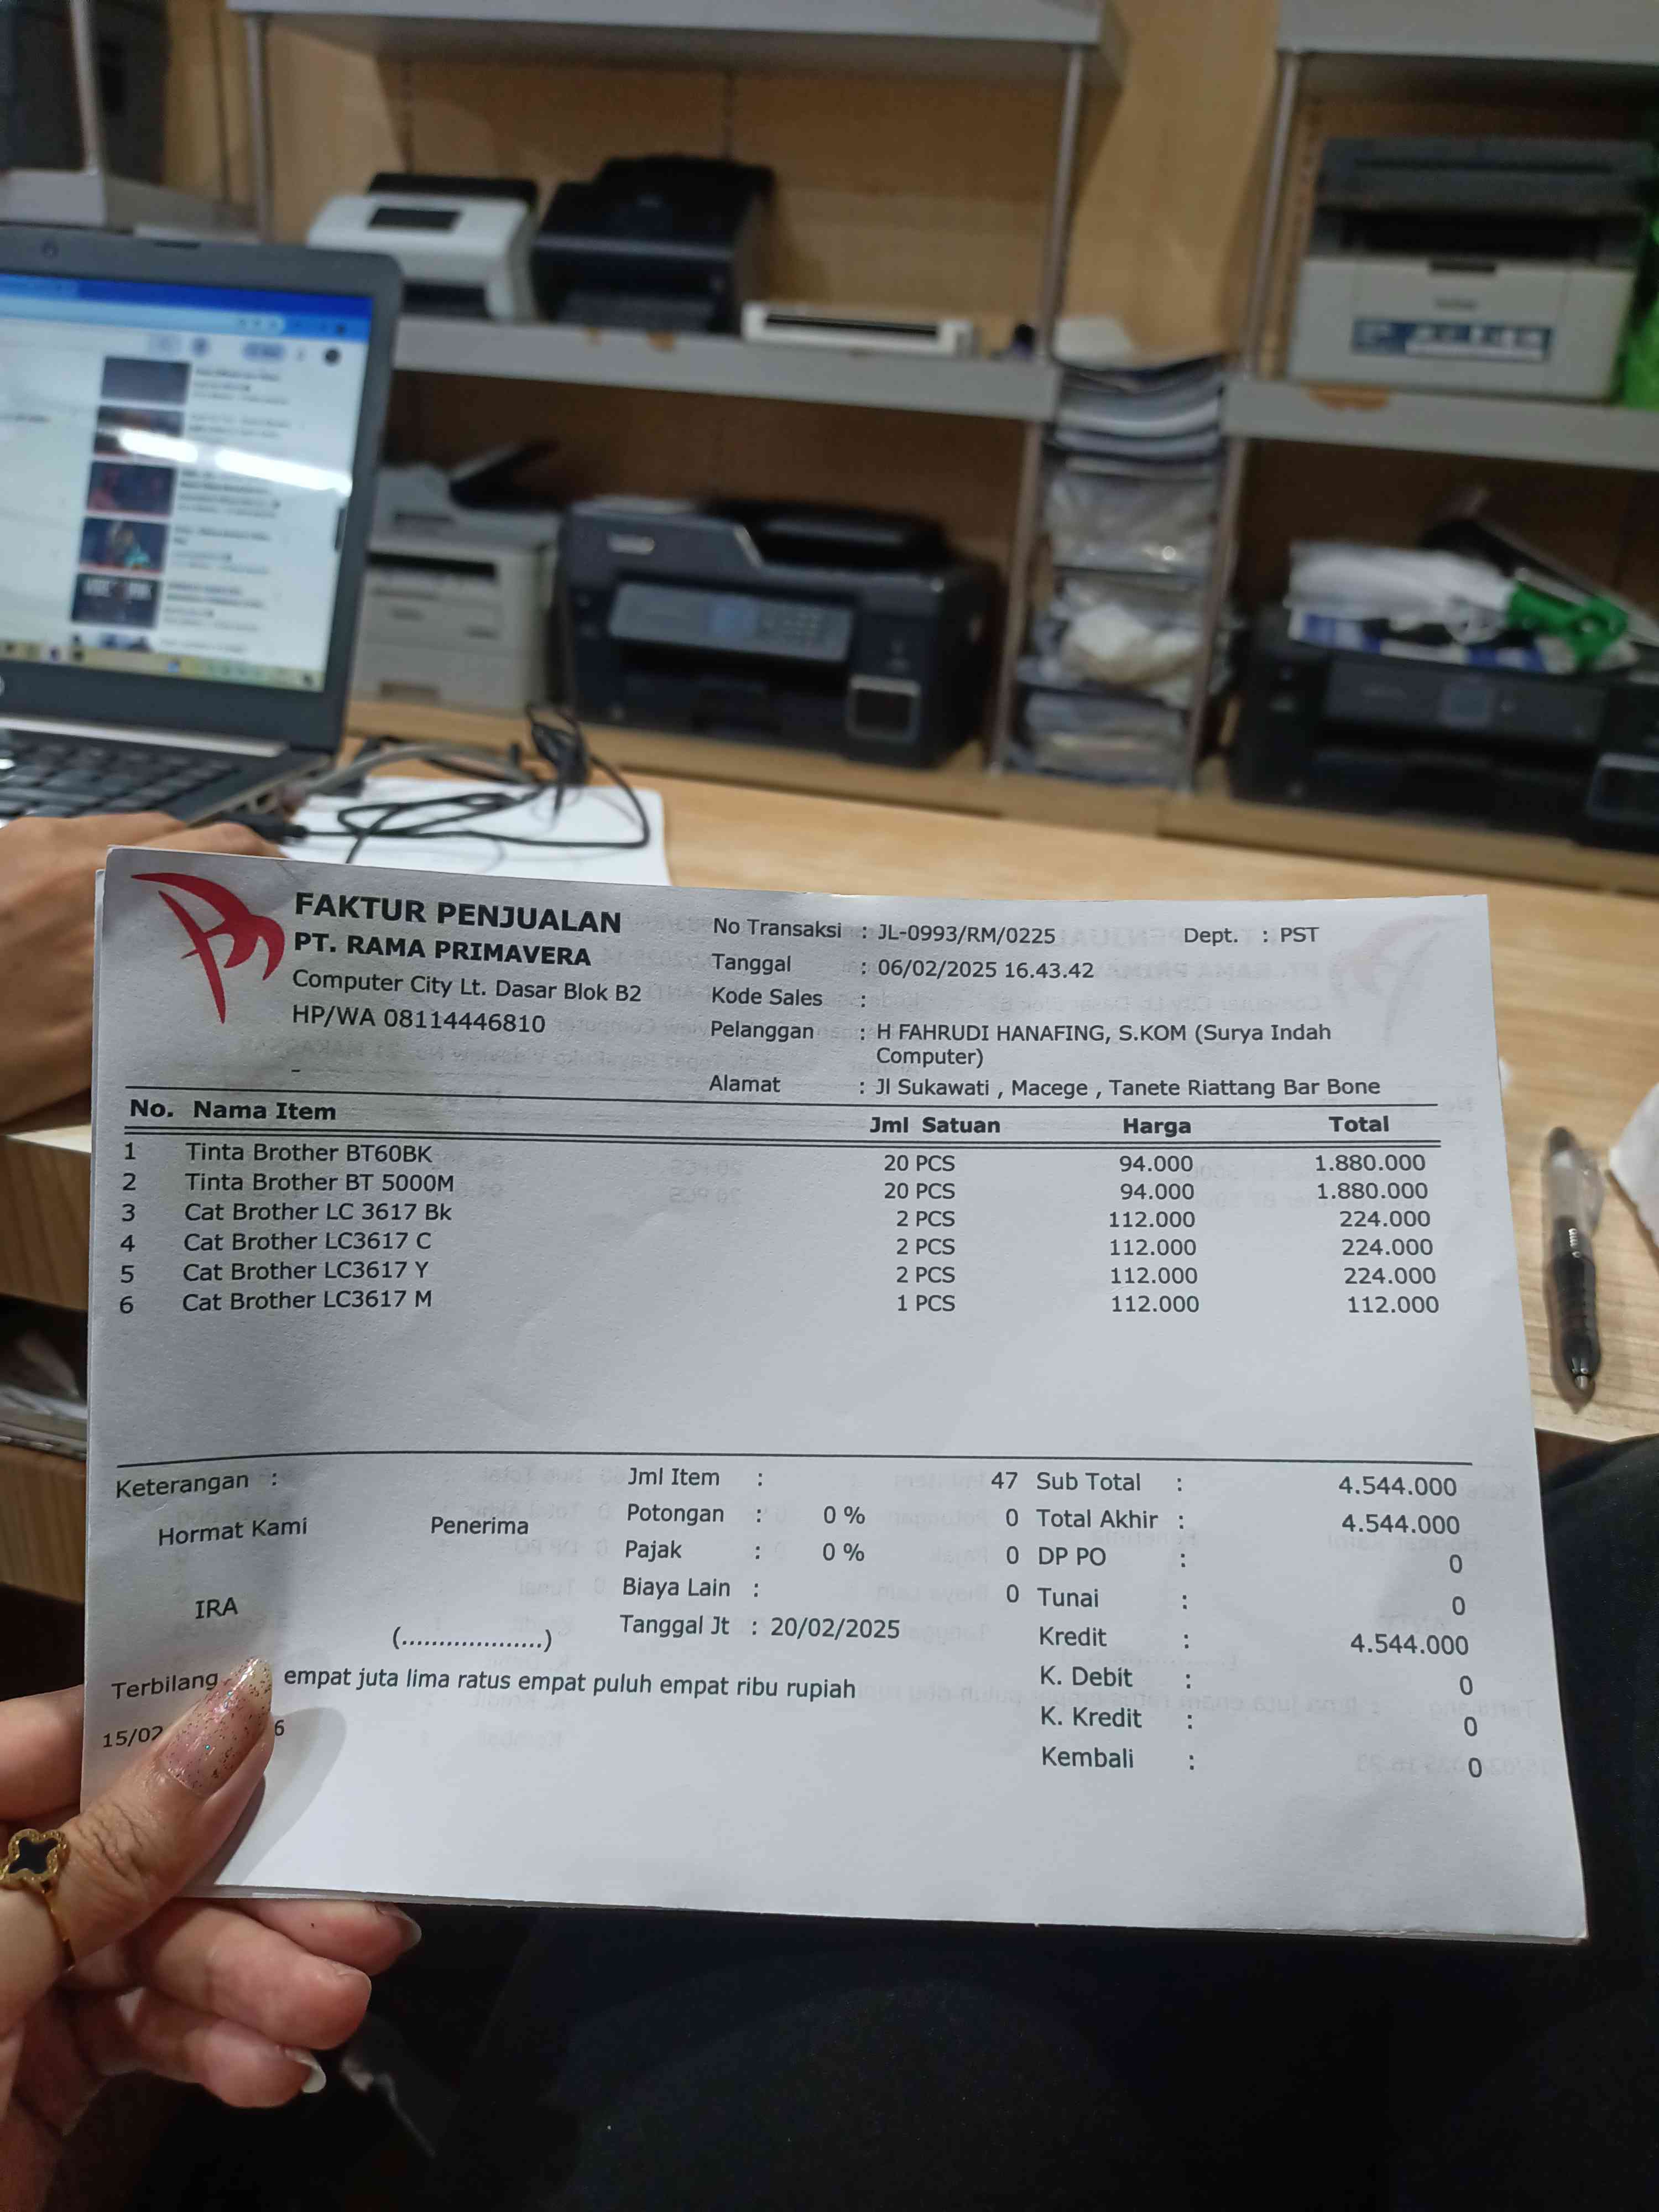 FAKTUR PENJUALAN
PT. RAMA PRIMAVERA
Computer City Lt. Dasar Blok B2
HP/WA 08114446810
-
No Transaksi : JL-0993/RM/0225 Dept. : PST
Tanggal : 06/02/2025 16.43.42
Kode Sales :
Pelanggan : H FAHRUDI HANAFING, S.KOM (Surya Indah
Computer)
Alamat : Jl Sukawati , Macege , Tanete Riattang Bar Bone
No. Nama Item Jml Satuan Harga Total
1 Tinta Brother BT60BK 20 PCS 94.000 1.880.000
2 Tinta Brother BT 5000M 20 PCS 94.000 1.880.000
3 Cat Brother LC 3617 Bk 2 PCS 112.000 224.000
4 Cat Brother LC3617 C 2 PCS 112.000 224.000
5 Cat Brother LC3617 Y 2 PCS 112.000 224.000
6 Cat Brother LC3617 M 1 PCS 112.000 112.000
Keterangan : Jml Item : 47 Sub Total : 4.544.000
Hormat Kami Penerima Potongan : 0 % 0 Total Akhir : 4.544.000
Pajak : 0 % 0 DP PO : 0
IRA Biaya Lain : 0 Tunai : 0
(...................) Tanggal Jt : 20/02/2025 Kredit : 4.544.000
Terbilang empat juta lima ratus empat puluh empat ribu rupiah K. Debit : 0
15/02 6 K. Kredit : 0
Kembali : 0